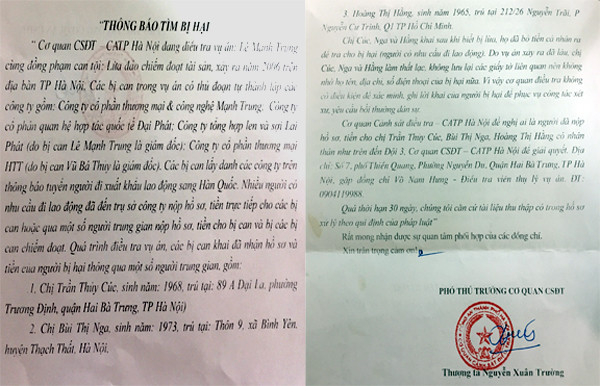 "THÔNG BÁO TÌM BỊ HẠI
" Cơ quan CSĐT – CATP Hà Nội đang điều tra vụ án: Lê Mạnh Trung
cùng đồng phạm can tội: Lừa đảo chiếm đoạt tài sản, xảy ra năm 2006 trên
địa bàn TP Hà Nội. Các bị can trong vụ án có thủ đoạn tự thành lập các
công ty gồm: Công ty cổ phần thương mại & công nghệ Mạnh Trung. Công ty
cổ phần quan hệ hợp tác quốc tế Đại Phát; Công ty tổng hợp len và sợi Lai
Phát (do bị can Lê Mạnh Trung là giám đốc); Công ty cổ phần thương mại
HTT (do bị can Vũ Bá Thủy là giám đốc). Các bị can lấy danh các công ty trên
thông báo tuyển người đi xuất khẩu lao động sang Hàn Quốc. Nhiều người có
nhu cầu đi lao động đã đến trụ sở công ty nộp hồ sơ, tiền trực tiếp cho các bị
can hoặc qua một số người trung gian nộp hồ sơ, tiền cho bị can và bị các bị
can chiếm đoạt. Quá trình điều tra vụ án, các bị can khai đã nhận hồ sơ và
tiền của người bị hại thông qua một số người trung gian, gồm:
1. Chị Trần Thúy Cúc, sinh năm: 1968, trú tại: 89 A Đại La, phường
Trương Định, quận Hai Bà Trưng, TP Hà Nội)
2. Chị Bùi Thị Nga, sinh năm: 1973, trú tại: Thôn 9, xã Bình Yên,
huyện Thạch Thất, Hà Nội.
3. Hoàng Thị Hằng, sinh năm 1965, trú tại 212/26 Nguyễn Trãi, P
Nguyễn Cư Trinh, Q1 TP Hồ Chí Minh.
Chị Cúc, Nga và Hằng khai sau khi biết bị lừa, họ đã bỏ tiền cá nhân
ra để trả cho bị hại (người có nhu cầu đi lao động). Do vụ án xảy ra đã lâu, chị
Cúc, Nga và Hằng làm thất lạc, không lưu lại các giấy tờ liên quan nên không
nhớ họ tên, địa chỉ, số điện thoại của bị hại nữa. Vì vậy cơ quan điều tra không
có điều kiện để xác minh, ghi lời khai của người bị hại để phục vụ công tác xét
xử, yêu cầu bồi thường dân sự.
Cơ quan Cảnh sát điều tra – CATP Hà Nội đề nghị ai là người đã nộp
hồ sơ, tiền cho chị Trần Thúy Cúc, Bùi Thị Nga, Hoàng Thị Hằng có nhân
thân như trên đến Đội 3, Cơ quan CSĐT – CATP Hà Nội để giải quyết. Địa
chỉ: Số 7, phố Thiền Quang, Phường Nguyễn Du, Quận Hai Bà Trưng, TP Hà
Nội, gặp đồng chí Võ Nam Hưng – Điều tra viên thụ lý vụ án. ĐT:
0904119988.
Quá thời hạn 30 ngày, chúng tôi căn cứ tài liệu thu thập có trong hồ sơ
xử lý theo qui định của pháp luật"
Rất mong nhận được sự quan tâm phối hợp của các đồng chí.
Xin trân trọng cảm ơn!
PHÓ THỦ TRƯỞNG CƠ QUAN CSĐT
Thượng tá Nguyễn Xuân Trường